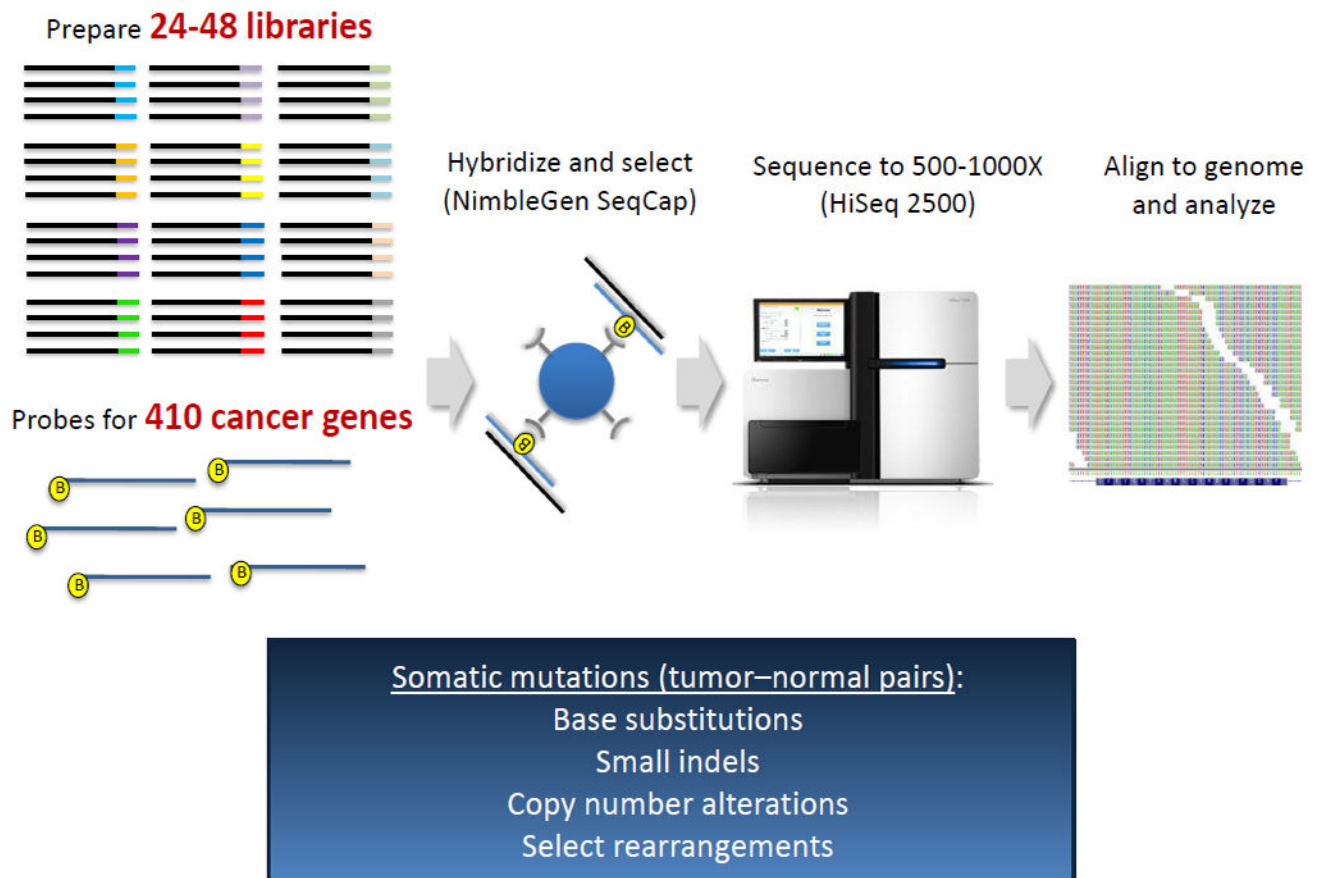 Prepare 24-48 libraries
Hybridize and select
(NimbleGen SeqCap)
Sequence to 500-1000X
(HiSeq 2500)
Align to genome
and analyze
Probes for 410 cancer genes
B
B
B
B
B
B
B
B
Somatic mutations (tumor–normal pairs):
Base substitutions
Small indels
Copy number alterations
Select rearrangements